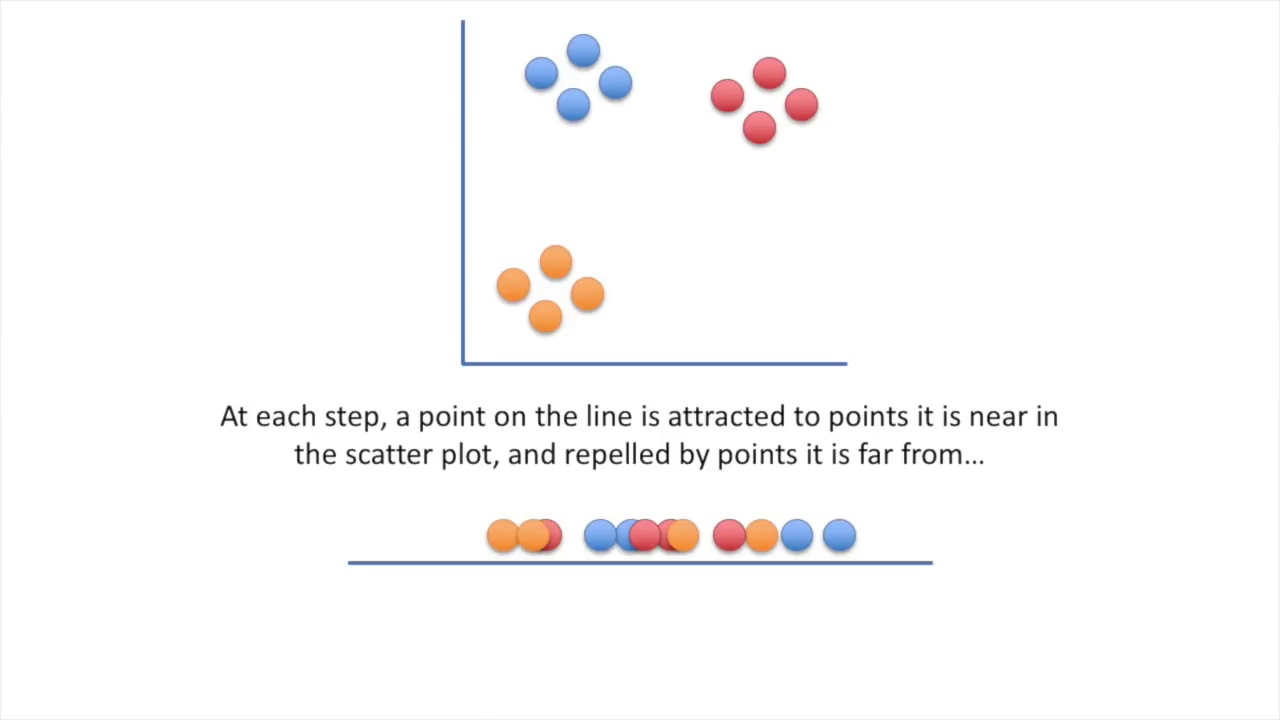 At each step, a point on the line is attracted to points it is near in
the scatter plot, and repelled by points it is far from…